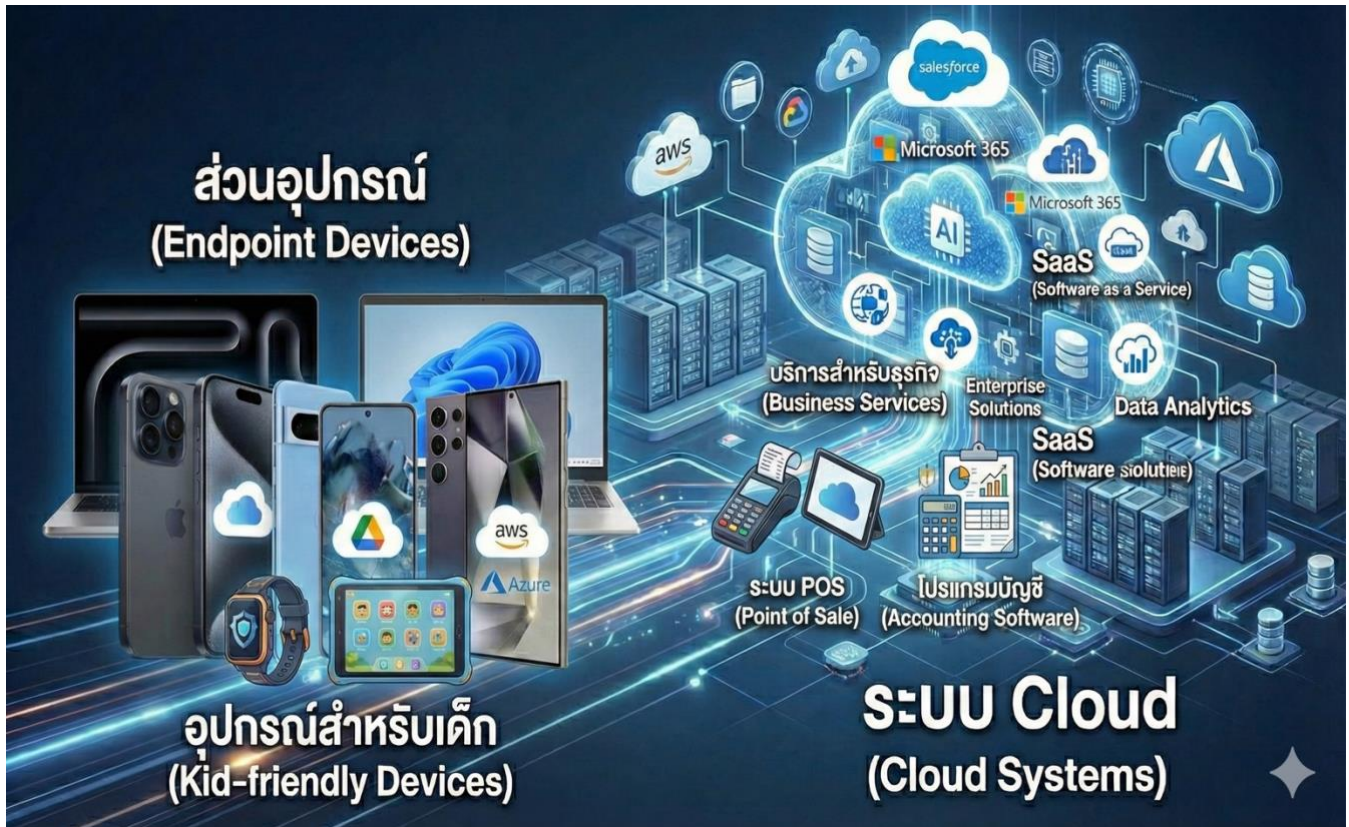 ส่วนอุปกรณ์
(Endpoint Devices)
aws
Azure
อุปกรณ์สำหรับเด็ก
(Kid-friendly Devices)
salesforce
aws
Microsoft 365
Microsoft 365
AI
SaaS
(Software as a Service)
บริการสำหรับธุรกิจ
(Business Services)
Enterprise
Solutions
Data Analytics
SaaS
(Software
ระบบ POS
(Point of Sale)
โปรแกรมบัญชี
(Accounting Software)
ระบบ Cloud
(Cloud Systems)